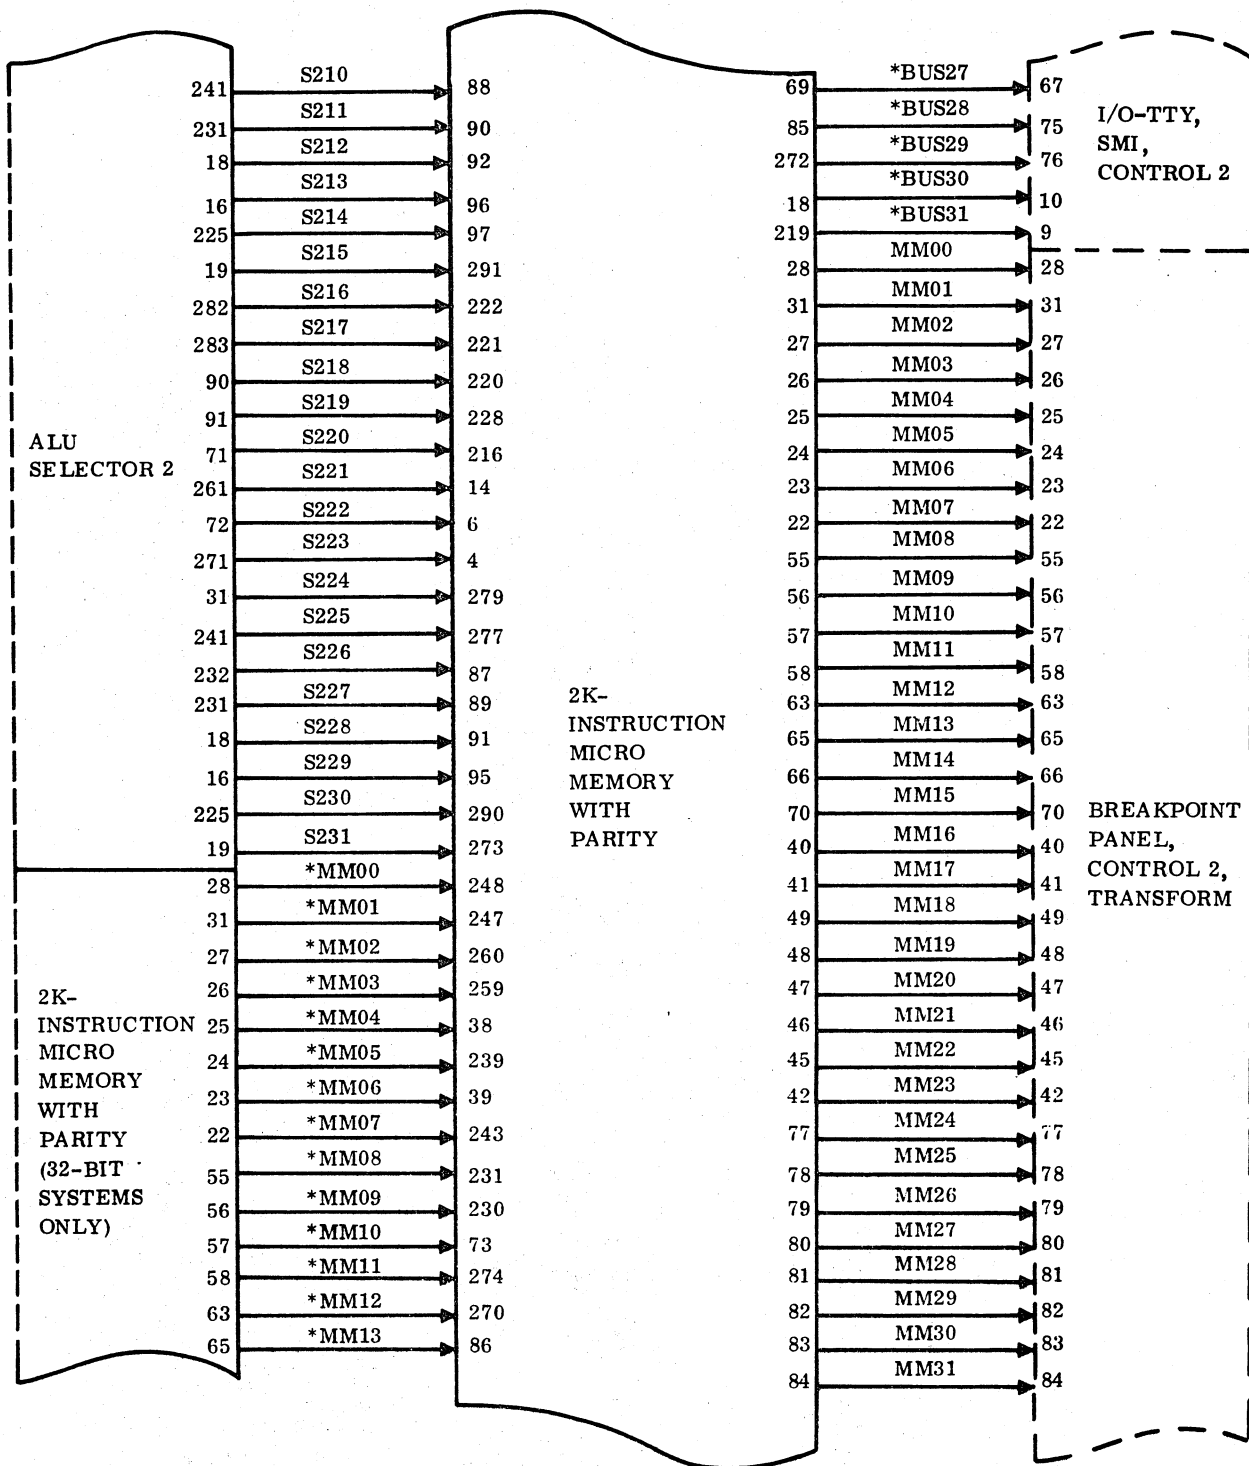 241 S210 88
231 S211 90
18 S212 92
16 S213 96
225 S214 97
19 S215 291
282 S216 222
283 S217 221
90 S218 220
91 S219 228
71 S220 216
261 S221 14
72 S222 6
271 S223 4
31 S224 279
241 S225 277
232 S226 87
231 S227 89
18 S228 91
16 S229 95
225 S230 290
19 S231 273
ALU
SELECTOR 2
28 *MM00 248
31 *MM01 247
27 *MM02 260
26 *MM03 259
25 *MM04 38
24 *MM05 239
23 *MM06 39
22 *MM07 243
55 *MM08 231
56 *MM09 230
57 *MM10 73
58 *MM11 274
63 *MM12 270
65 *MM13 86
2K-
INSTRUCTION
MICRO
MEMORY
WITH
PARITY
(32-BIT
SYSTEMS
ONLY)
2K-
INSTRUCTION
MICRO
MEMORY
WITH
PARITY
69 *BUS27 67
85 *BUS28 75
272 *BUS29 76
18 *BUS30 10
219 *BUS31 9
I/O-TTY,
SMI,
CONTROL 2
28 MM00 28
31 MM01 31
27 MM02 27
26 MM03 26
25 MM04 25
24 MM05 24
23 MM06 23
22 MM07 22
55 MM08 55
56 MM09 56
57 MM10 57
58 MM11 58
63 MM12 63
65 MM13 65
66 MM14 66
70 MM15 70
40 MM16 40
41 MM17 41
49 MM18 49
48 MM19 48
47 MM20 47
46 MM21 46
45 MM22 45
42 MM23 42
77 MM24 77
78 MM25 78
79 MM26 79
80 MM27 80
81 MM28 81
82 MM29 82
83 MM30 83
84 MM31 84
BREAKPOINT
PANEL,
CONTROL 2,
TRANSFORM